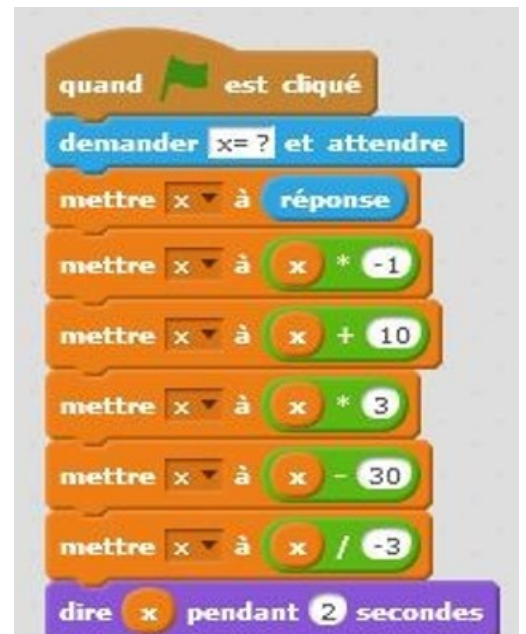 quand est cliqué
demander x= ? et attendre
mettre x à réponse
mettre x à x * -1
mettre x à x + 10
mettre x à x * 3
mettre x à x - 30
mettre x à x / -3
dire x pendant 2 secondes